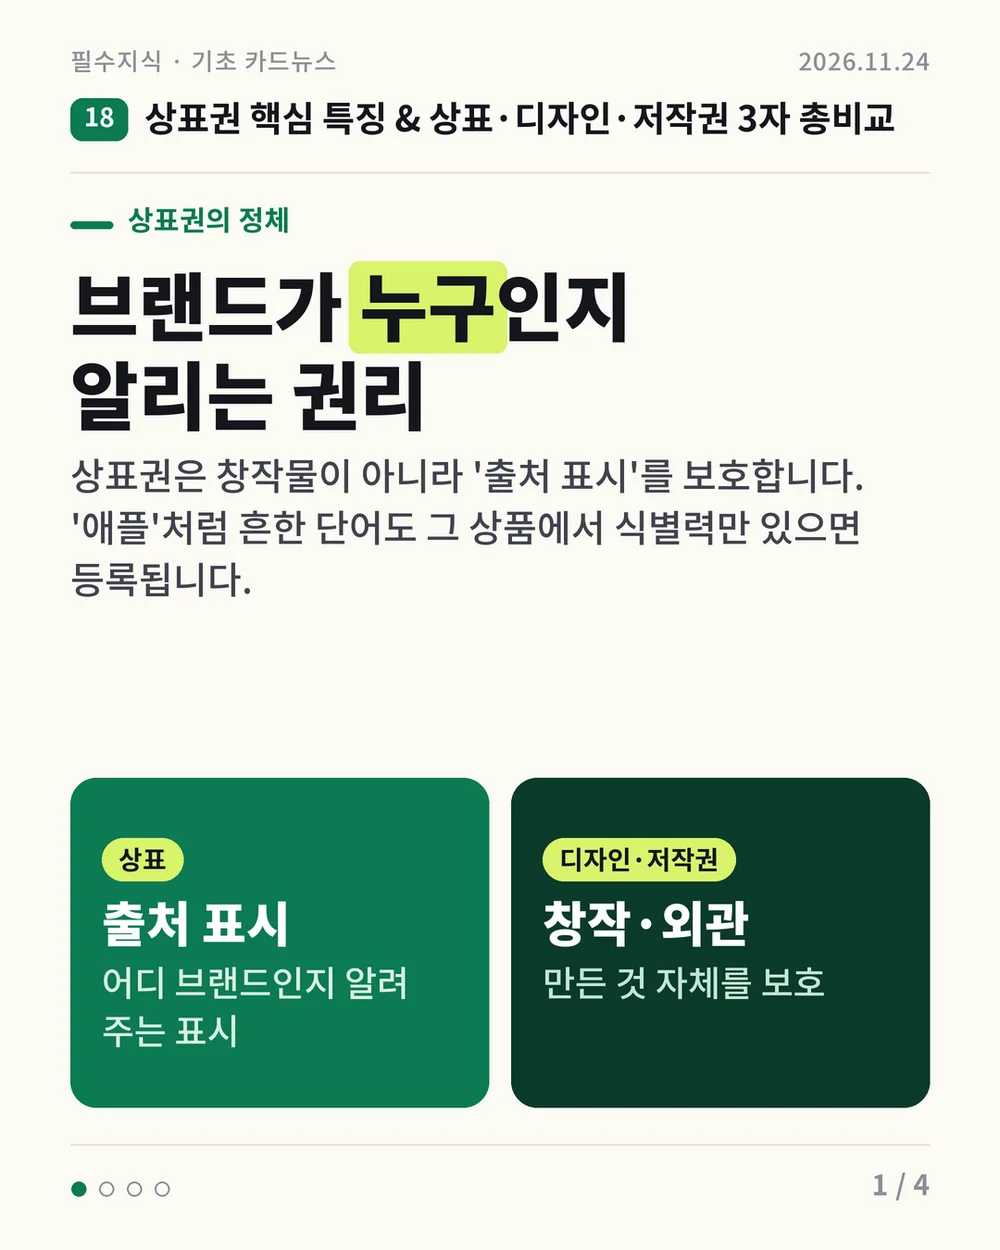 필수지식 · 기초 카드뉴스
2026.11.24
18 상표권 핵심 특징 & 상표·디자인·저작권 3자 총비교
상표권의 정체
브랜드가 누구인지
알리는 권리
상표권은 창작물이 아니라 '출처 표시'를 보호합니다.
'애플'처럼 흔한 단어도 그 상품에서 식별력만 있으면
등록됩니다.
상표
출처 표시
어디 브랜드인지 알려
주는 표시
디자인·저작권
창작·외관
만든 것 자체를 보호
1 / 4